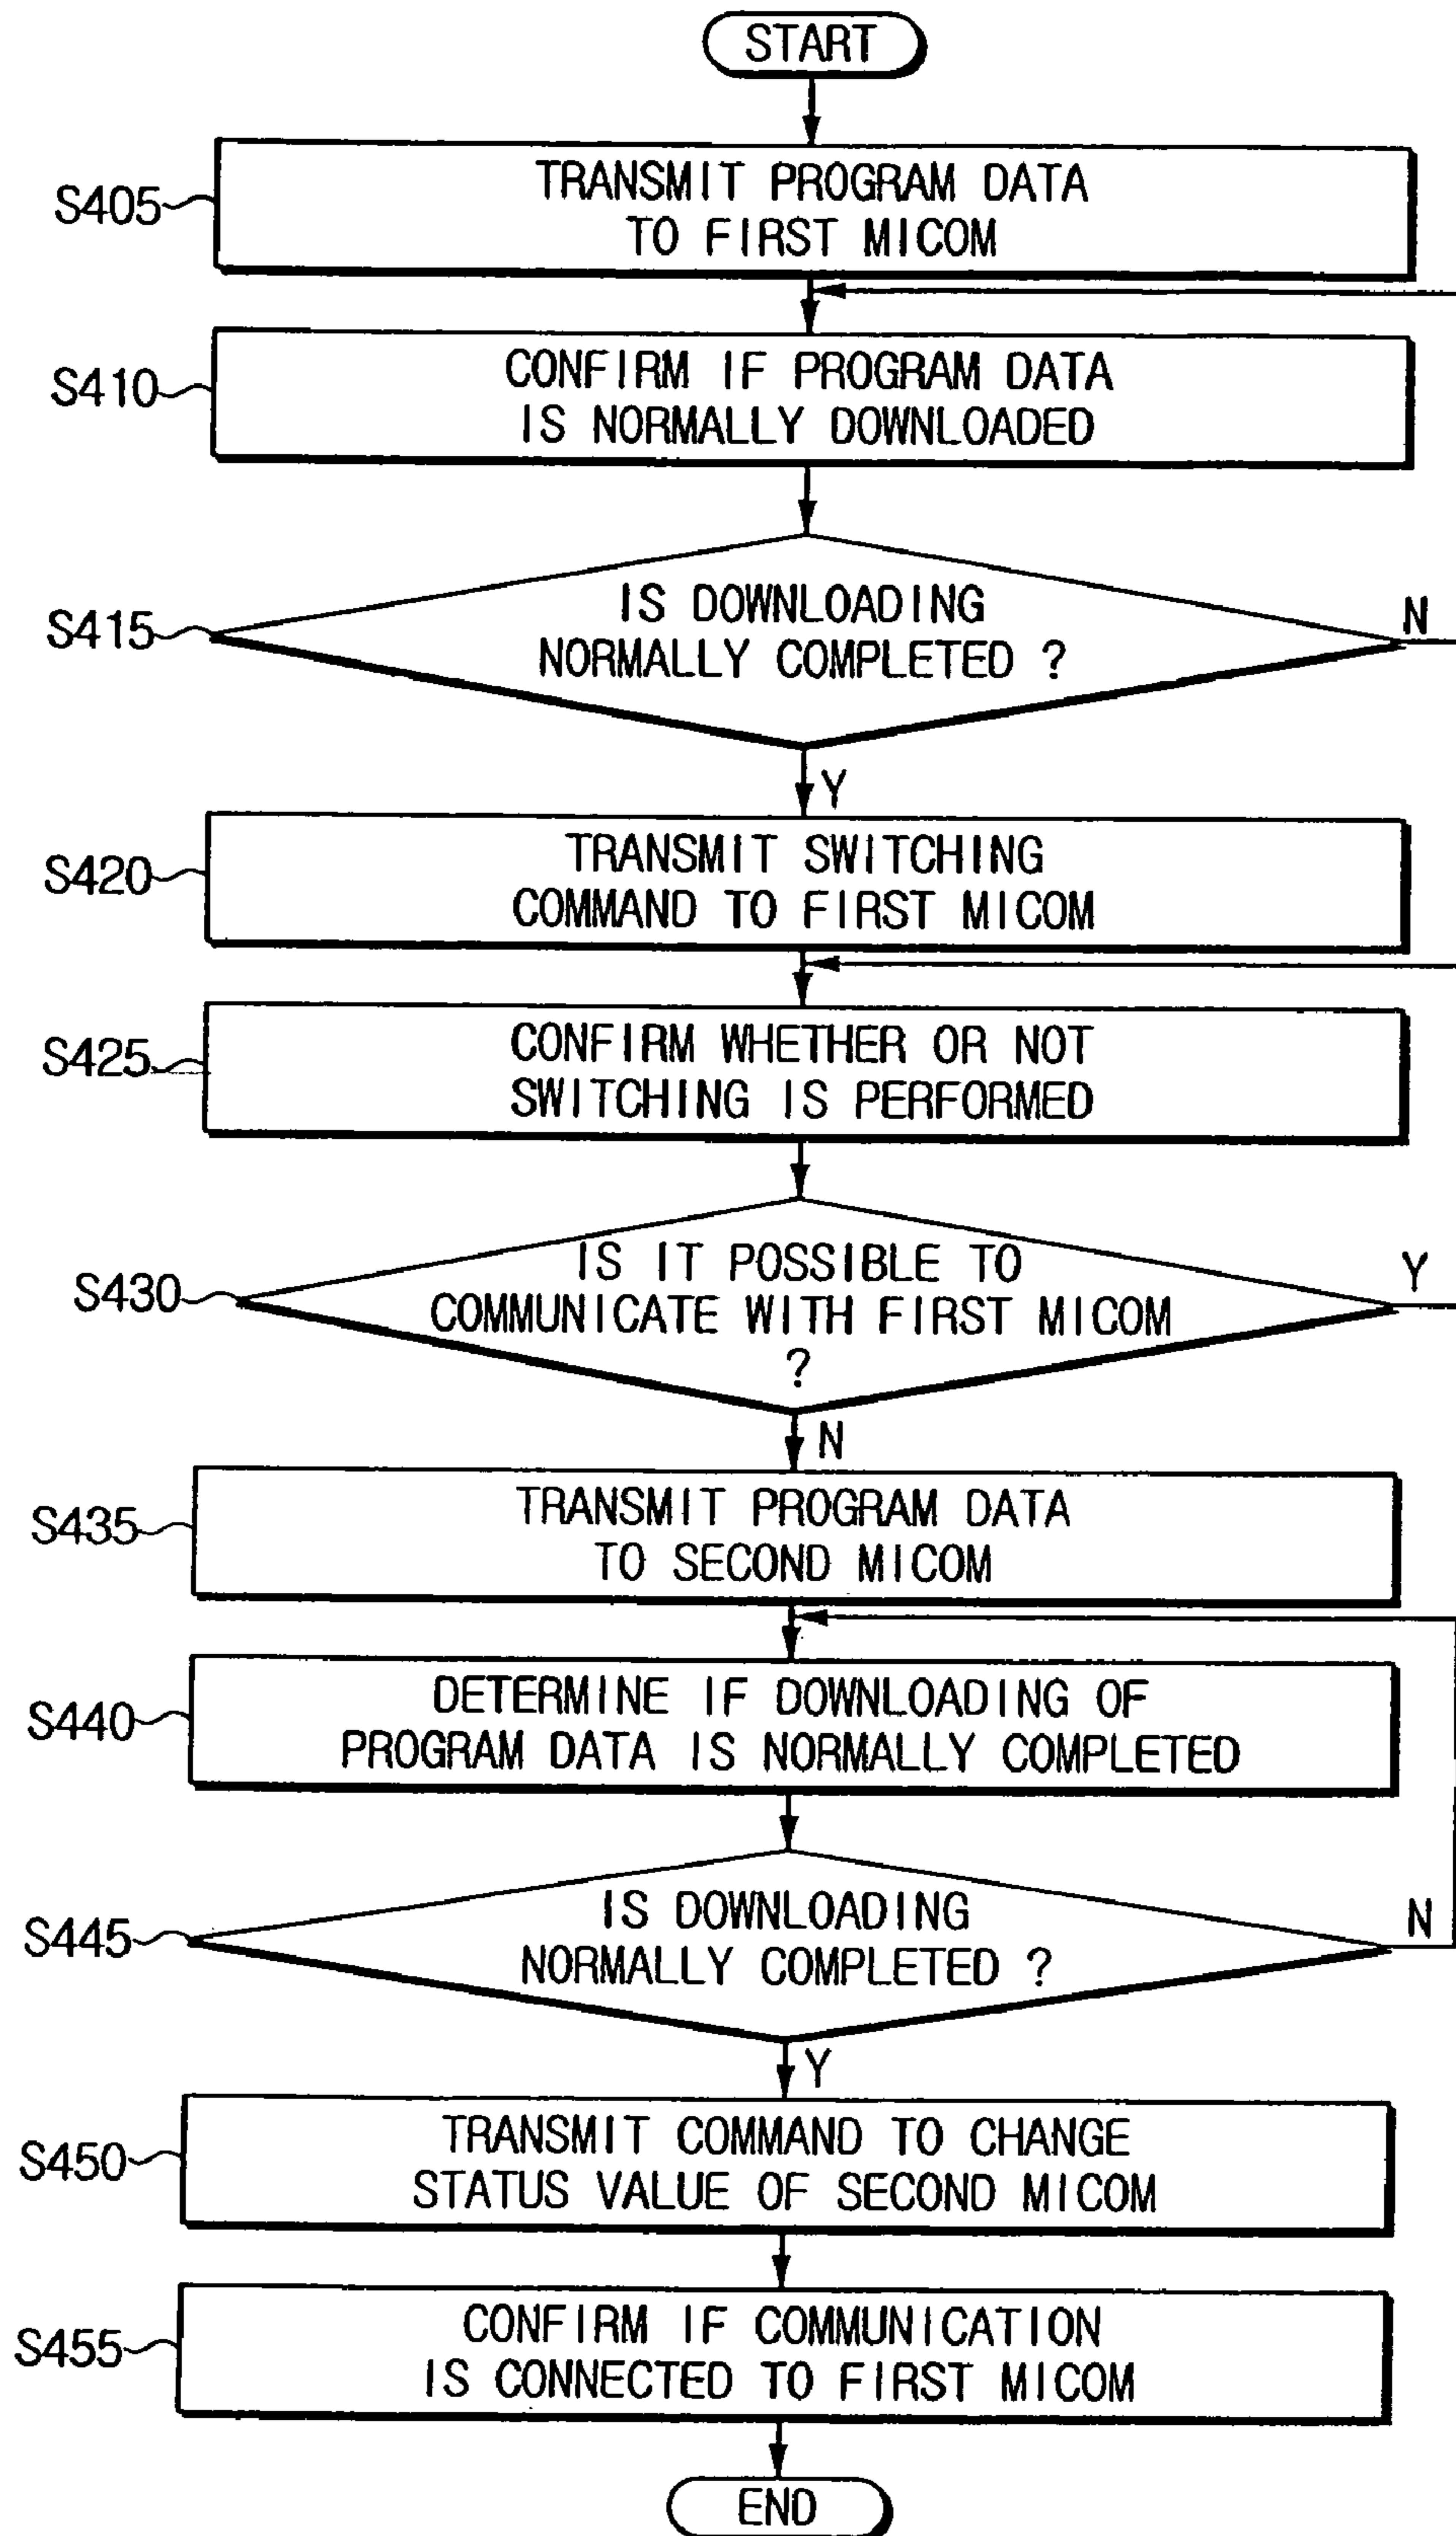 START
S405
TRANSMIT PROGRAM DATA
TO FIRST MICOM
S410
CONFIRM IF PROGRAM DATA
IS NORMALLY DOWNLOADED
S415
IS DOWNLOADING
NORMALLY COMPLETED ?
N
Y
S420
TRANSMIT SWITCHING
COMMAND TO FIRST MICOM
S425
CONFIRM WHETHER OR NOT
SWITCHING IS PERFORMED
S430
IS IT POSSIBLE TO
COMMUNICATE WITH FIRST MICOM
?
Y
N
S435
TRANSMIT PROGRAM DATA
TO SECOND MICOM
S440
DETERMINE IF DOWNLOADING OF
PROGRAM DATA IS NORMALLY COMPLETED
S445
IS DOWNLOADING
NORMALLY COMPLETED ?
N
Y
S450
TRANSMIT COMMAND TO CHANGE
STATUS VALUE OF SECOND MICOM
S455
CONFIRM IF COMMUNICATION
IS CONNECTED TO FIRST MICOM
END